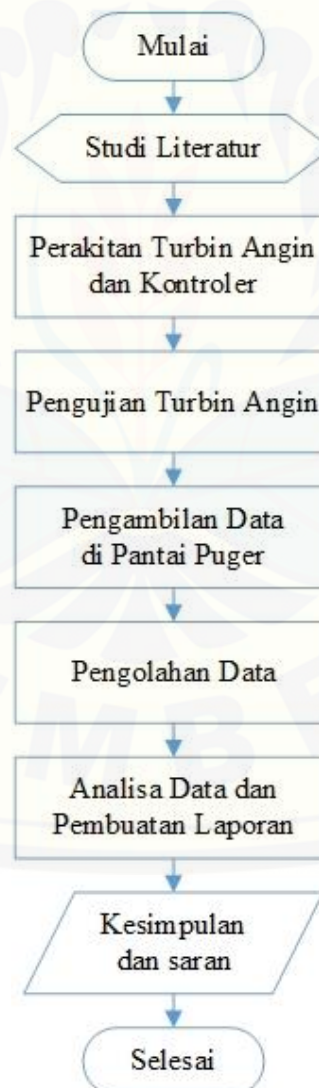 Mulai
Studi Literatur
Perakitan Turbin Angin
dan Kontroler
Pengujian Turbin Angin
Pengambilan Data
di Pantai Puger
Pengolahan Data
Analisa Data dan
Pembuatan Laporan
Kesimpulan
dan saran
Selesai